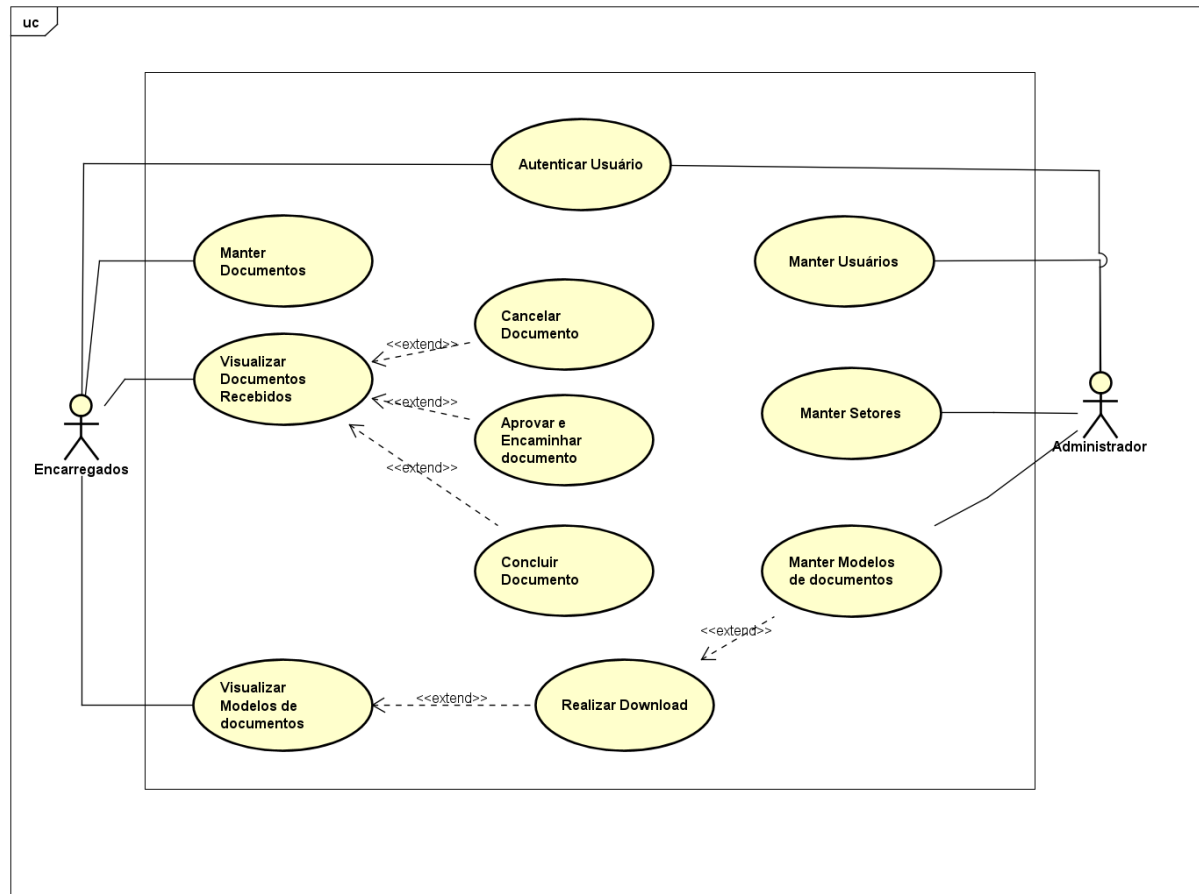 uc
Autenticar Usuário
Manter
Documentos
Manter Usuários
Cancelar
Documento
<<extend>>
Visualizar
Documentos
Recebidos
<<extend>>
Aprovar e
Encaminhar
documento
Manter Setores
Encarregados
Administrador
<<extend>>
Concluir
Documento
Manter Modelos
de documentos
<<extend>>
Visualizar
Modelos de
documentos
<<extend>>
Realizar Download